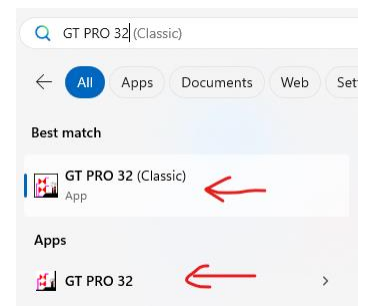 GT PRO 32 (Classic)
All Apps Documents Web
Best match
GT PRO 32 (Classic)
App
Apps
GT PRO 32